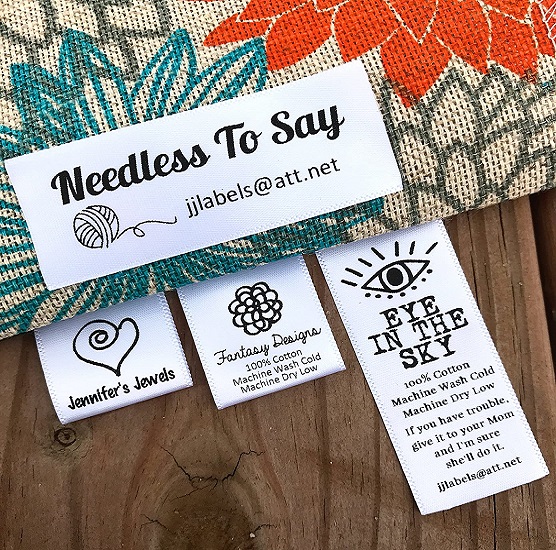 Needless To Say
jjlabels@att.net
Jennifer's Jewels
Fantasy Designs
100% Cotton
Machine Wash Cold
Machine Dry Low
EYE
IN THE
SKY
100% Cotton
Machine Wash Cold
Machine Dry Low
If you have trouble,
give it to your Mom
and I'm sure
she'll do it.
jjlabels@att.net